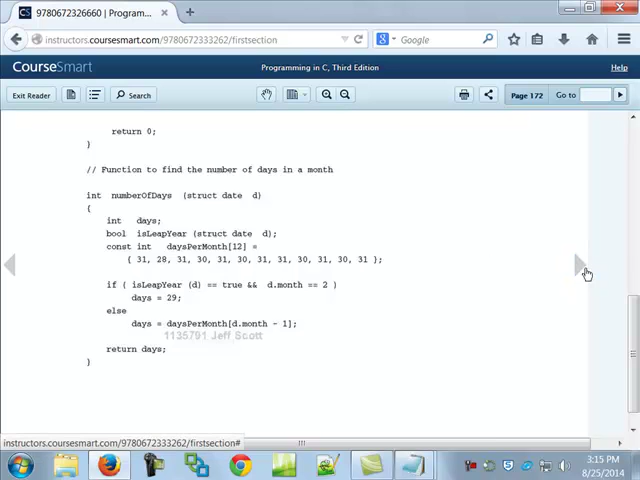 9780672326660 | Program...
instructors.coursesmart.com/9780672333262/firstsection
Google
CourseSmart
Programming in C, Third Edition
Help
Exit Reader
Search
Page 172
Go to
return 0;
}
// Function to find the number of days in a month
int numberOfDays (struct date d)
{
int days;
bool isLeapYear (struct date d);
const int daysPerMonth[12] =
{ 31, 28, 31, 30, 31, 30, 31, 31, 30, 31, 30, 31 };
if ( isLeapYear (d) == true && d.month == 2 )
days = 29;
else
days = daysPerMonth[d.month - 1];
1135791 Jeff Scott
return days;
}
instructors.coursesmart.com/9780672333262/firstsection#
3:15 PM
8/25/2014